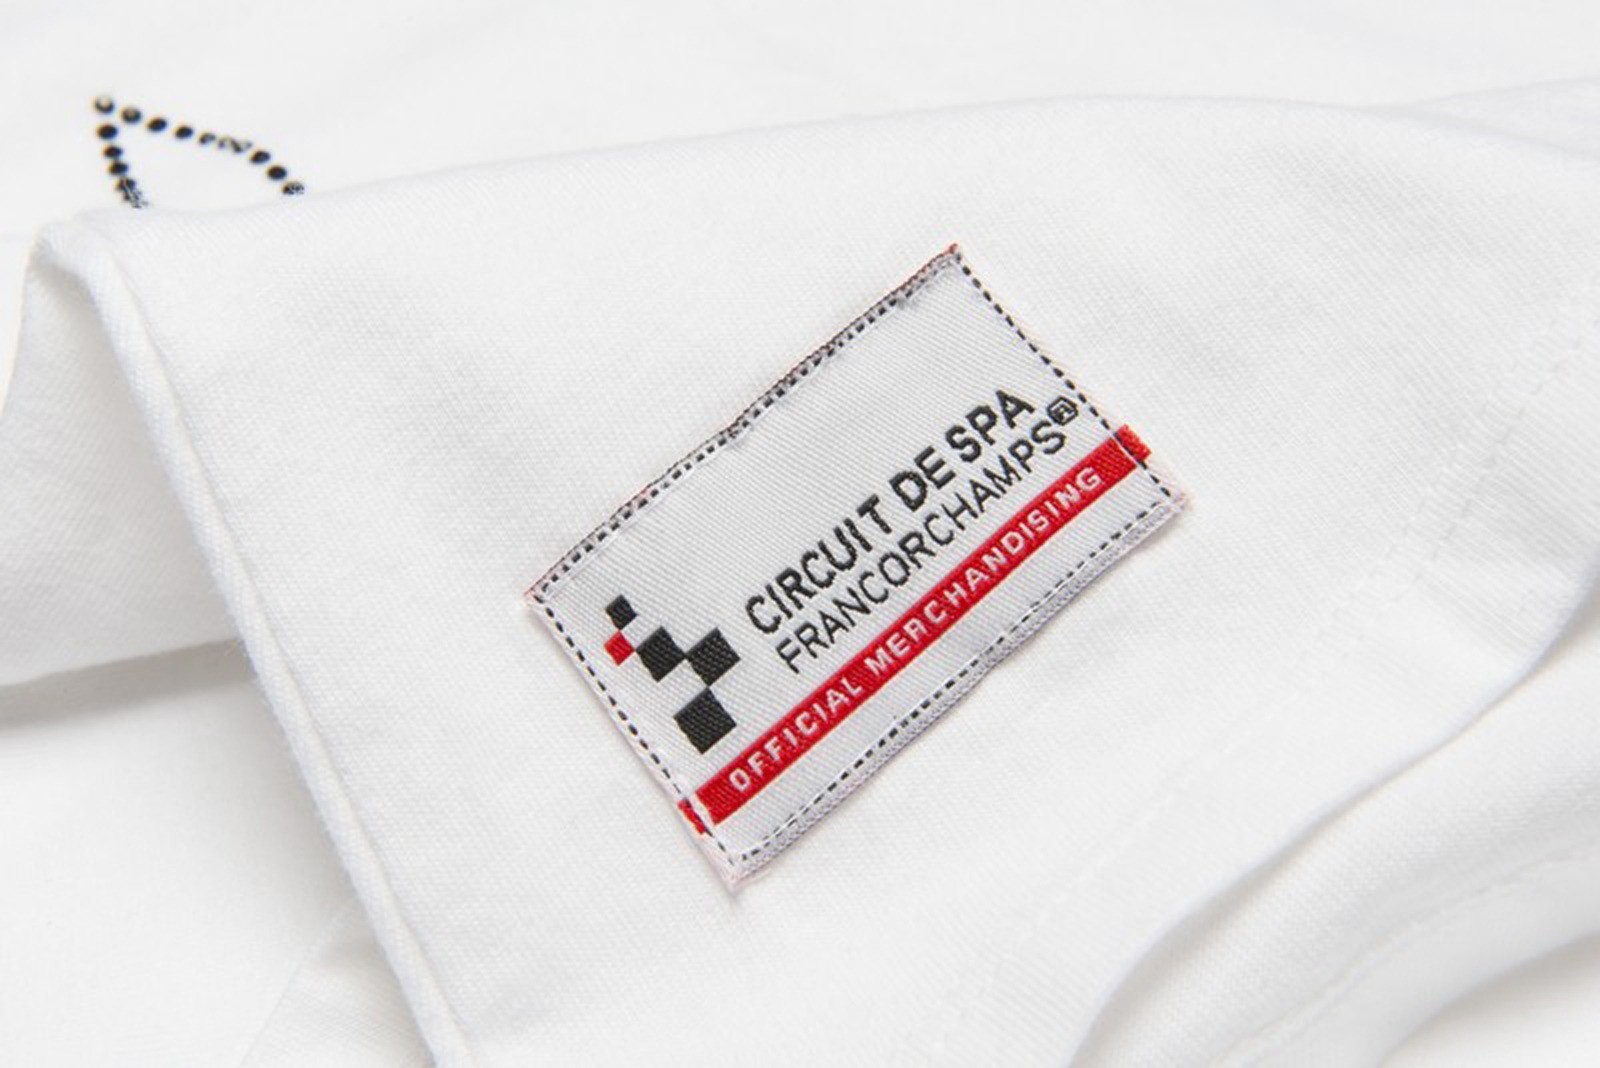 CIRCUIT DE SPA
FRANCORCHAMPS®
OFFICIAL MERCHANDISING